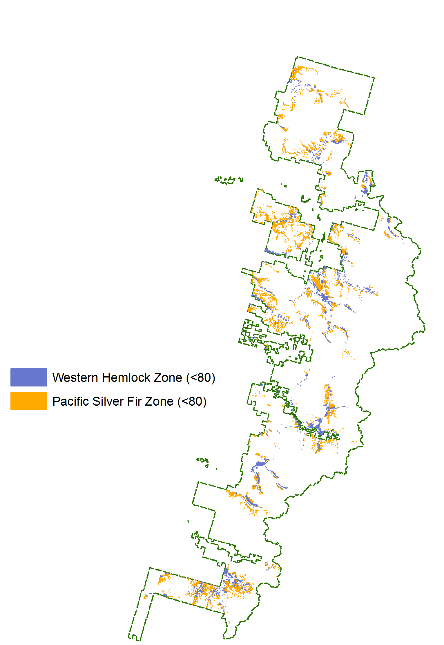 Western Hemlock Zone (<80)
Pacific Silver Fir Zone (<80)